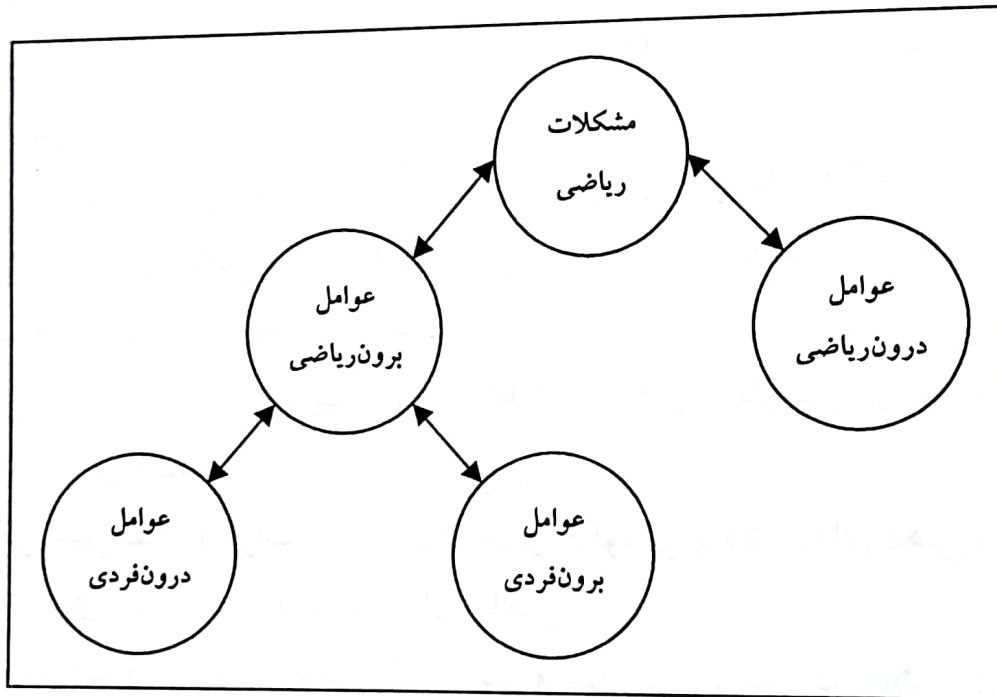 مشکلات
ریاضی
عوامل
درون‌ریاضی
عوامل
برون‌ریاضی
عوامل
برون‌فردی
عوامل
درون‌فردی